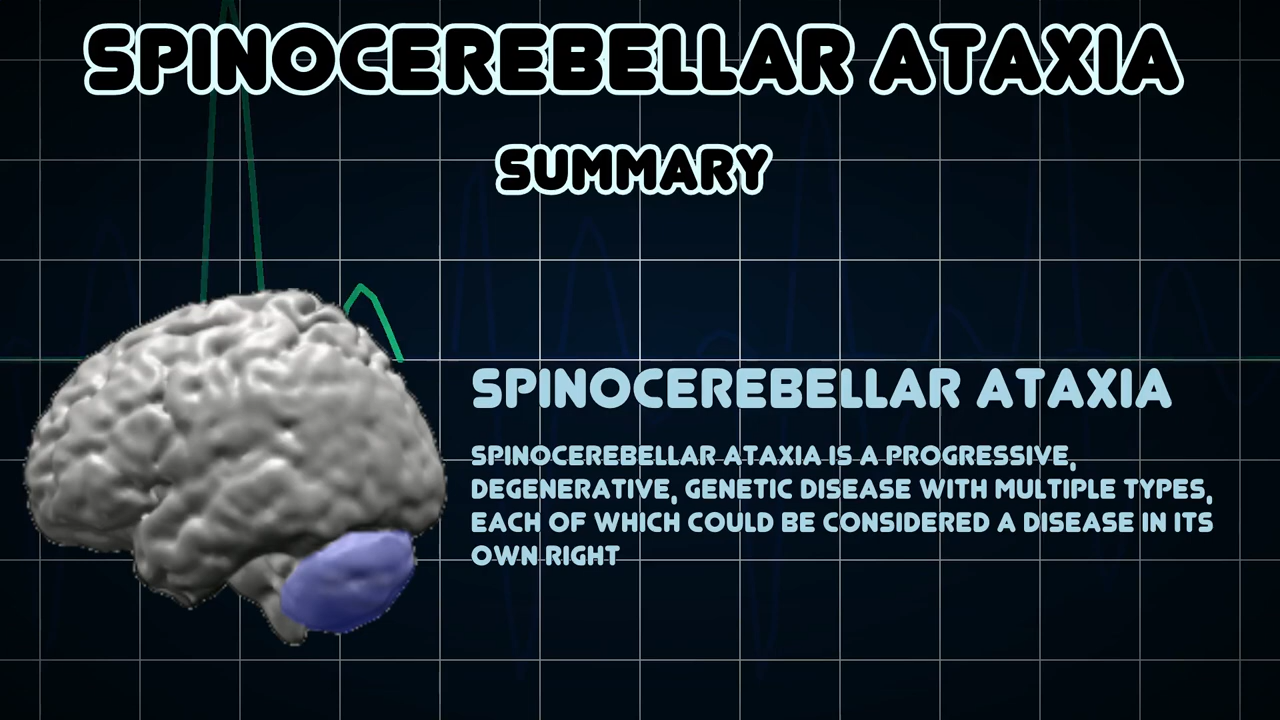 SPINOCEREBELLAR ATAXIA
SUMMARY
SPINOCEREBELLAR ATAXIA
SPINOCEREBELLAR ATAXIA IS A PROGRESSIVE,
DEGENERATIVE, GENETIC DISEASE WITH MULTIPLE TYPES,
EACH OF WHICH COULD BE CONSIDERED A DISEASE IN ITS
OWN RIGHT